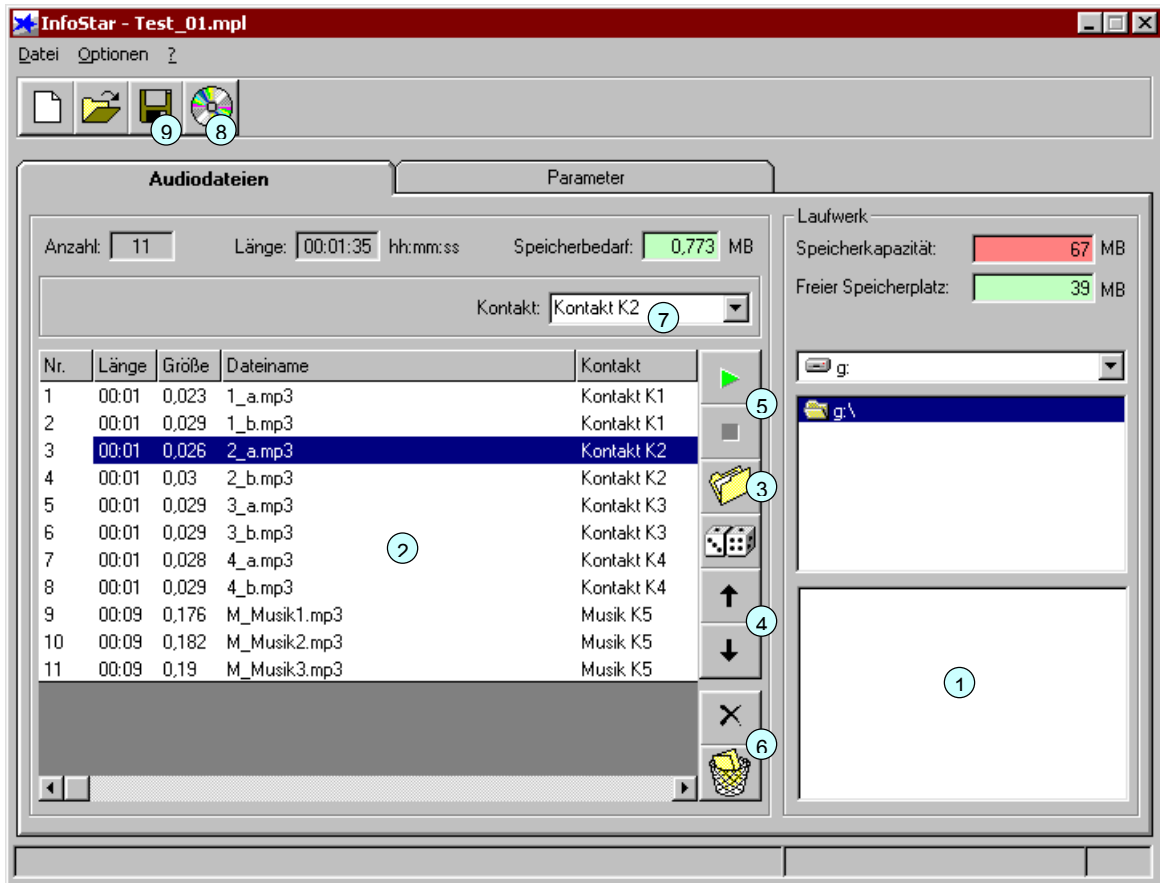 InfoStar - Test_01.mpl
Datei Optionen ?
9 8
Audiodateien Parameter
Anzahl: 11 Länge: 00:01:35 hh:mm:ss Speicherbedarf: 0,773 MB
Kontakt: Kontakt K2 7
Nr. Länge Größe Dateiname Kontakt
1 00:01 0,023 1_a.mp3 Kontakt K1
2 00:01 0,029 1_b.mp3 Kontakt K1
3 00:01 0,026 2_a.mp3 Kontakt K2
4 00:01 0,03 2_b.mp3 Kontakt K2
5 00:01 0,029 3_a.mp3 Kontakt K3
6 00:01 0,029 3_b.mp3 Kontakt K3
7 00:01 0,028 4_a.mp3 Kontakt K4
8 00:01 0,029 4_b.mp3 Kontakt K4
9 00:09 0,176 M_Musik1.mp3 Musik K5
10 00:09 0,182 M_Musik2.mp3 Musik K5
11 00:09 0,19 M_Musik3.mp3 Musik K5
2
5
3
4
6
Laufwerk
Speicherkapazität: 67 MB
Freier Speicherplatz: 39 MB
g:
g:\
1